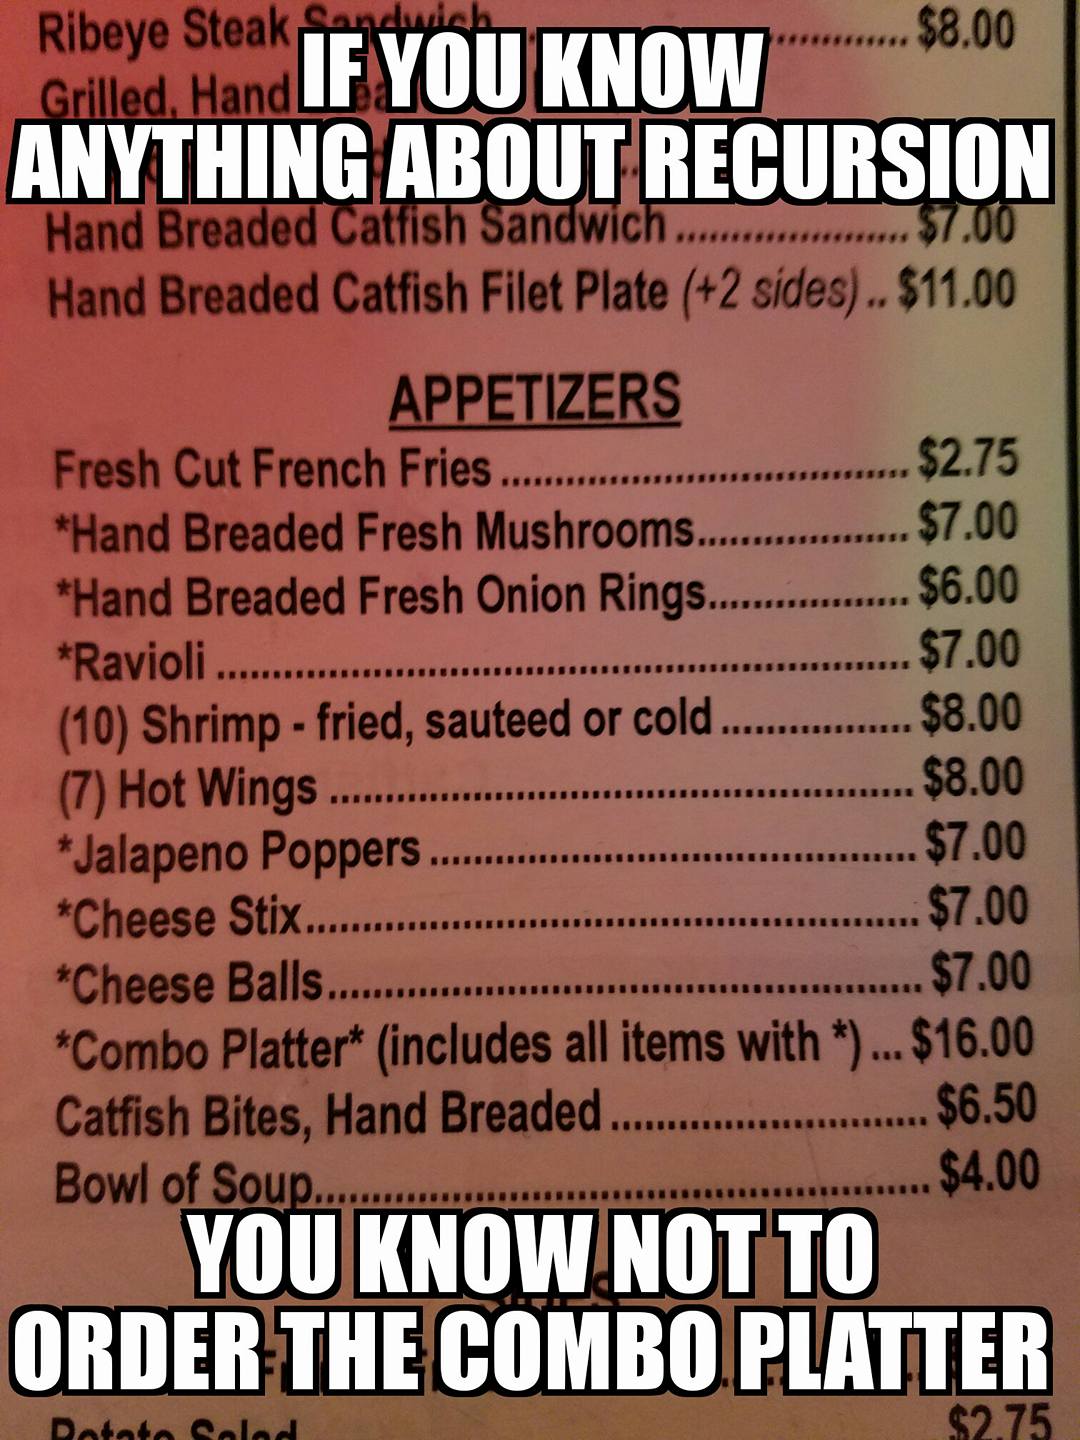 Ribeye Steak Sandwich ............. $8.00
IF YOU KNOW
Grilled, Hand
ANYTHING ABOUT RECURSION
Hand Breaded Catfish Sandwich ..................... $7.00
Hand Breaded Catfish Filet Plate (+2 sides) .. $11.00
APPETIZERS
Fresh Cut French Fries ..................................... $2.75
*Hand Breaded Fresh Mushrooms................... $7.00
*Hand Breaded Fresh Onion Rings.................. $6.00
*Ravioli ............................................................... $7.00
(10) Shrimp - fried, sauteed or cold ................. $8.00
(7) Hot Wings ..................................................... $8.00
*Jalapeno Poppers ............................................ $7.00
*Cheese Stix........................................................ $7.00
*Cheese Balls...................................................... $7.00
*Combo Platter* (includes all items with *) ... $16.00
Catfish Bites, Hand Breaded ............................. $6.50
Bowl of Soup........................................................ $4.00
YOU KNOW NOT TO
ORDER THE COMBO PLATTER
Potato Salad $2.75